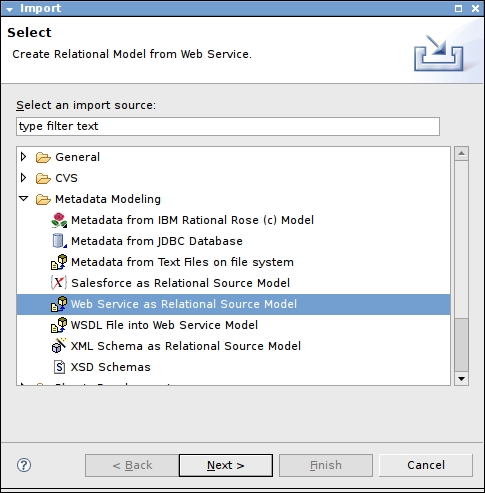 Import
Select
Create Relational Model from Web Service.
Select an import source:
type filter text
General
CVS
Metadata Modeling
Metadata from IBM Rational Rose (c) Model
Metadata from JDBC Database
Metadata from Text Files on file system
Salesforce as Relational Source Model
Web Service as Relational Source Model
WSDL File into Web Service Model
XML Schema as Relational Source Model
XSD Schemas
< Back
Next >
Finish
Cancel